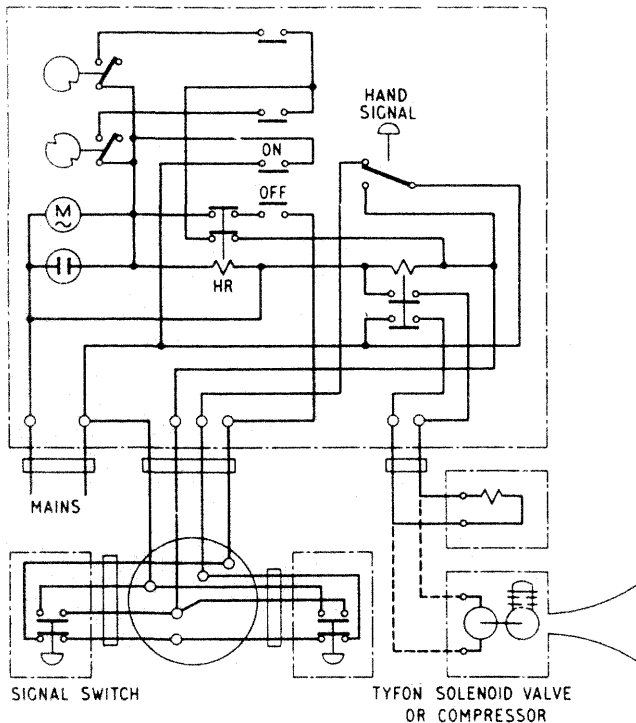 HAND
SIGNAL
ON
OFF
M
HR
MAINS
SIGNAL SWITCH
TYFON SOLENOID VALVE
OR COMPRESSOR